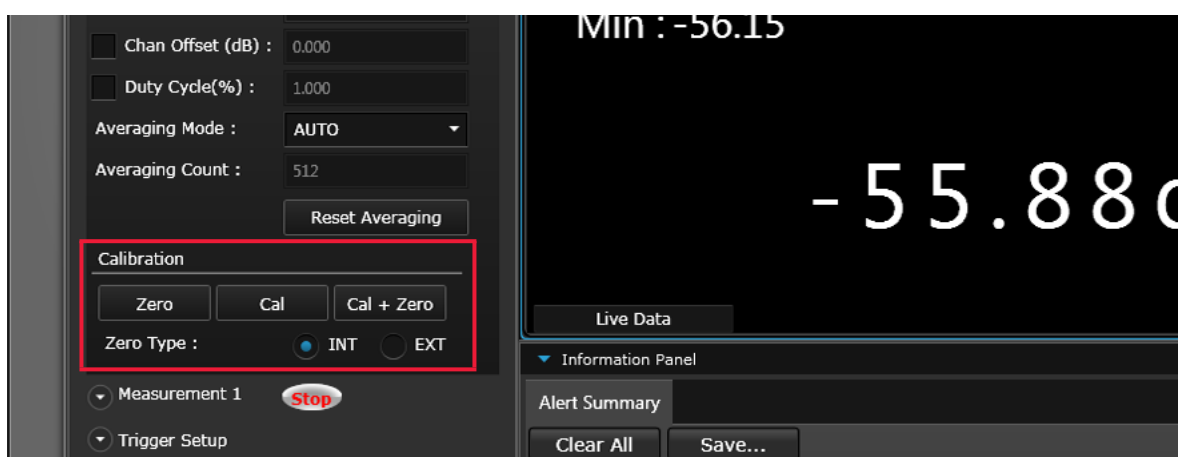 Chan Offset (dB) : 0.000
Duty Cycle(%) : 1.000
Averaging Mode : AUTO
Averaging Count : 512
Reset Averaging
Calibration
Zero Cal Cal + Zero
Zero Type : INT EXT
Measurement 1 Stop
Trigger Setup
Min : -56.15
-55.88
Live Data
Information Panel
Alert Summary
Clear All Save...